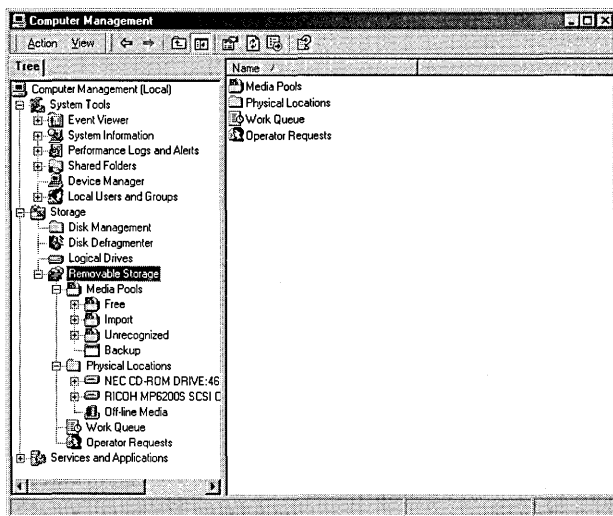 Computer Management
Action View
Tree
Computer Management (Local)
System Tools
Event Viewer
System Information
Performance Logs and Alerts
Shared Folders
Device Manager
Local Users and Groups
Storage
Disk Management
Disk Defragmenter
Logical Drives
Removable Storage
Media Pools
Free
Import
Unrecognized
Backup
Physical Locations
NEC CD-ROM DRIVE:46
RICOH MP6200S SCSI C
Off-line Media
Work Queue
Operator Requests
Services and Applications
Name
Media Pools
Physical Locations
Work Queue
Operator Requests